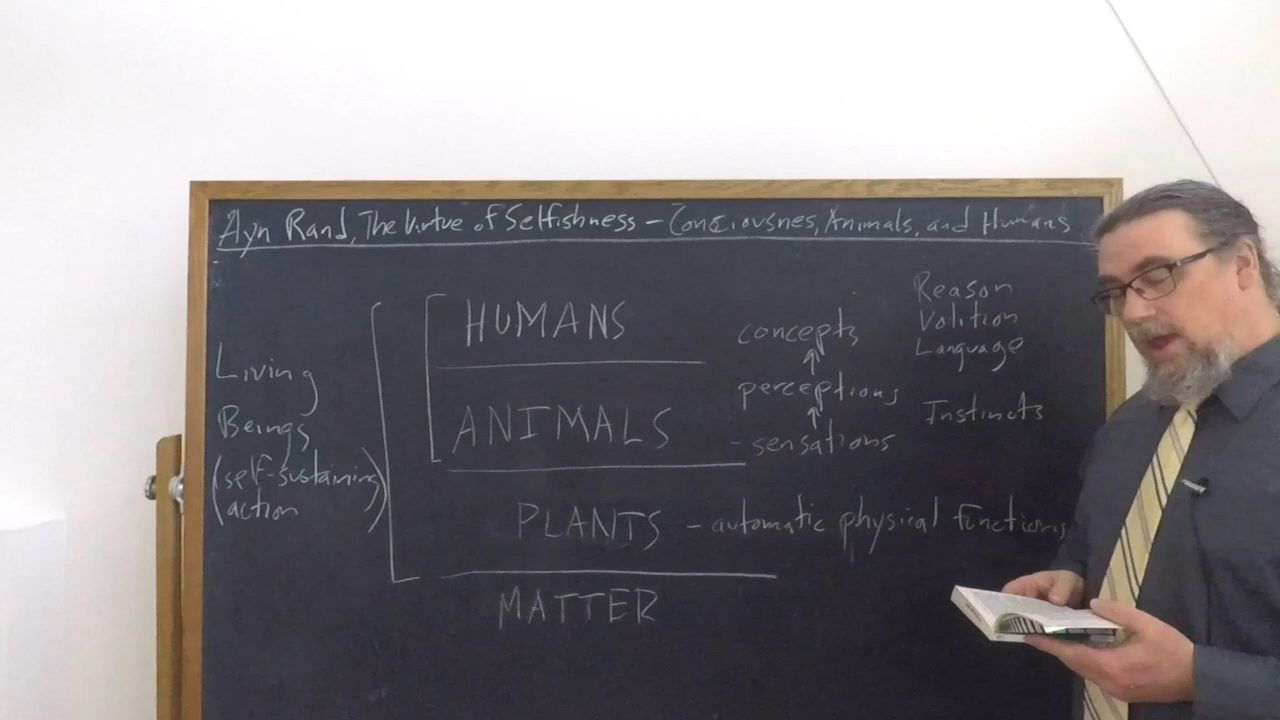 Ayn Rand, The Virtue of Selfishness – Conciousnes, Animals, and Humans
Living
Beings
(self-sustaining
action)
HUMANS
ANIMALS
PLANTS – automatic physical functions
MATTER
concepts
perceptions
- sensations
Reason
Volition
Language
Instincts